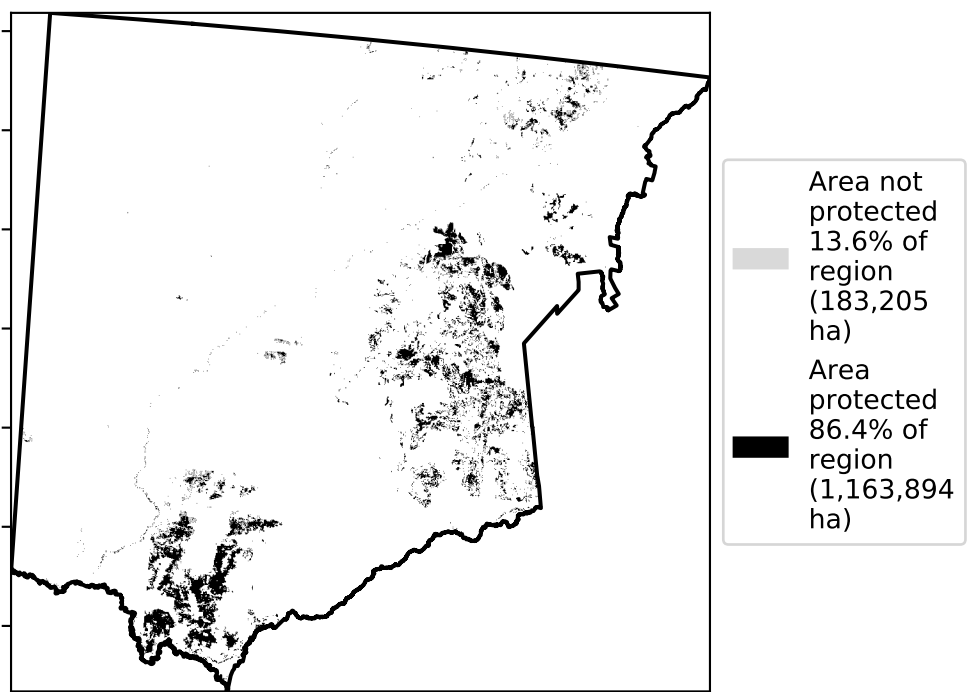 Area not
protected
13.6% of
region
(183,205
ha)
Area
protected
86.4% of
region
(1,163,894
ha)